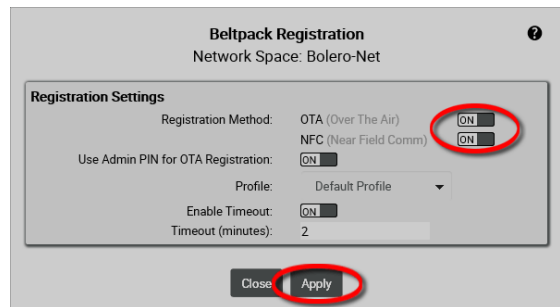 Beltpack Registration
Network Space: Bolero-Net
Registration Settings
Registration Method: OTA (Over The Air) ON
NFC (Near Field Comm) ON
Use Admin PIN for OTA Registration: ON
Profile: Default Profile
Enable Timeout: ON
Timeout (minutes): 2
Close Apply